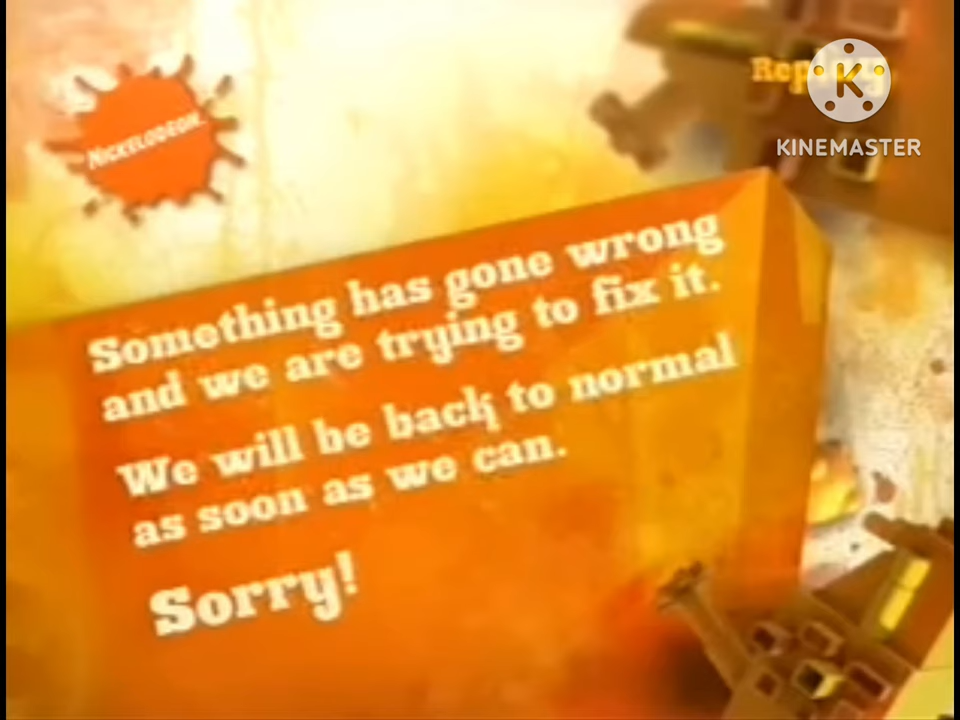 NICKELODEON
K
KINEMASTER
Something has gone wrong
and we are trying to fix it.
We will be back to normal
as soon as we can.
Sorry!